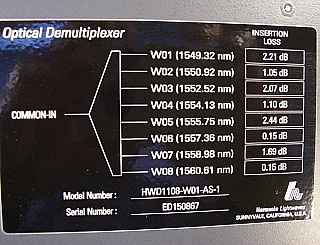 Optical Demultiplexer
INSERTION
LOSS
W01 (1549.32 nm) 2.21 dB
W02 (1550.92 nm) 1.05 dB
W03 (1552.52 nm) 2.07 dB
W04 (1554.13 nm) 1.10 dB
COMMON-IN
W05 (1555.75 nm) 2.44 dB
W06 (1557.36 nm) 0.15 dB
W07 (1558.98 nm) 1.69 dB
W08 (1560.61 nm) 0.15 dB
Model Number : HWD1108-W01-AS-1
Serial Number : ED150867
h
Harmonic Lightwaves
SUNNYVALE, CALIFORNIA, U.S.A.